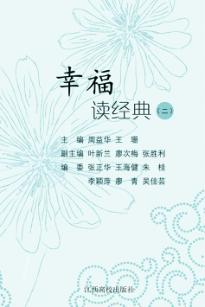 幸福
读经典（二）
主 编 周益华 王 珊
副主编 叶新兰 廖次梅 张胜利
编 委 张正华 王海健 朱 桂
李颖萍 廖 青 吴佳芸
江西高校出版社